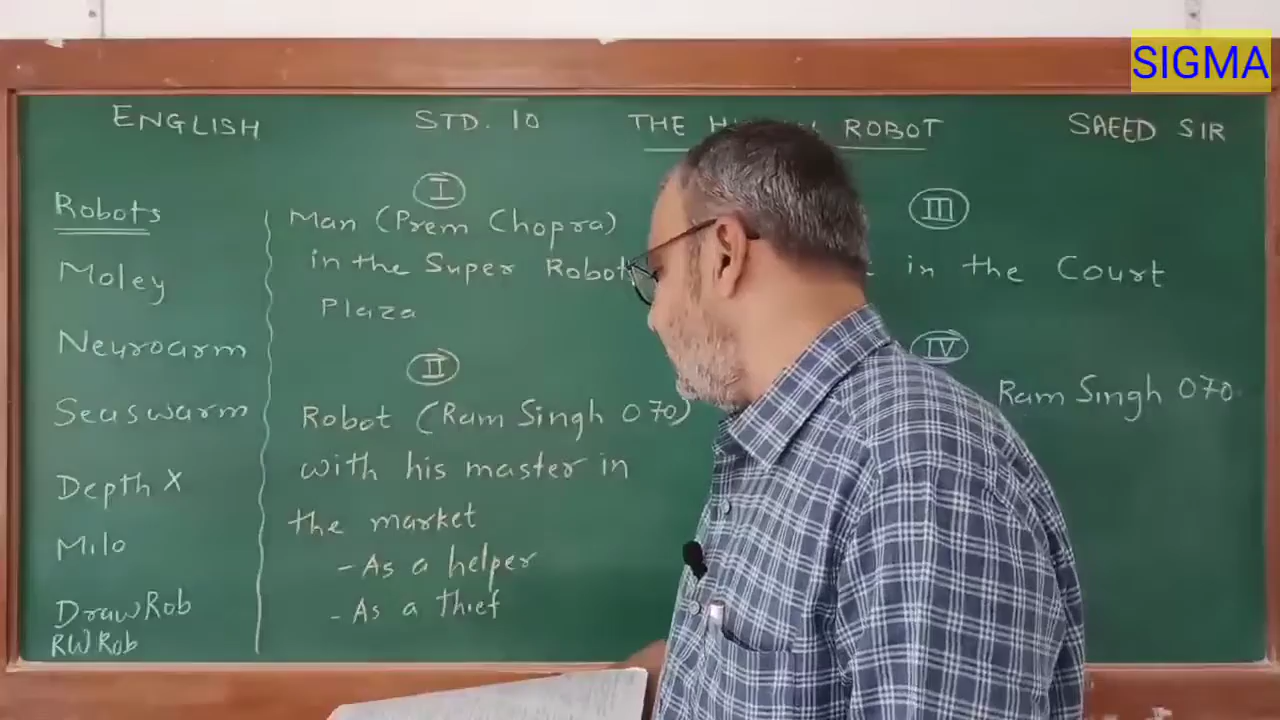 SIGMA
ENGLISH
STD. 10
THE ROBOT
SAEED SIR
Robots
Moley
Neuroarm
Seaswarm
Depth X
Milo
DrawRob
RW Rob
I
Man (Prem Chopra)
in the Super Robot
Plaza
II
Robot (Ram Singh 070)
with his master in
the market
- As a helper
- As a thief
III
in the Court
IV
Ram Singh 070